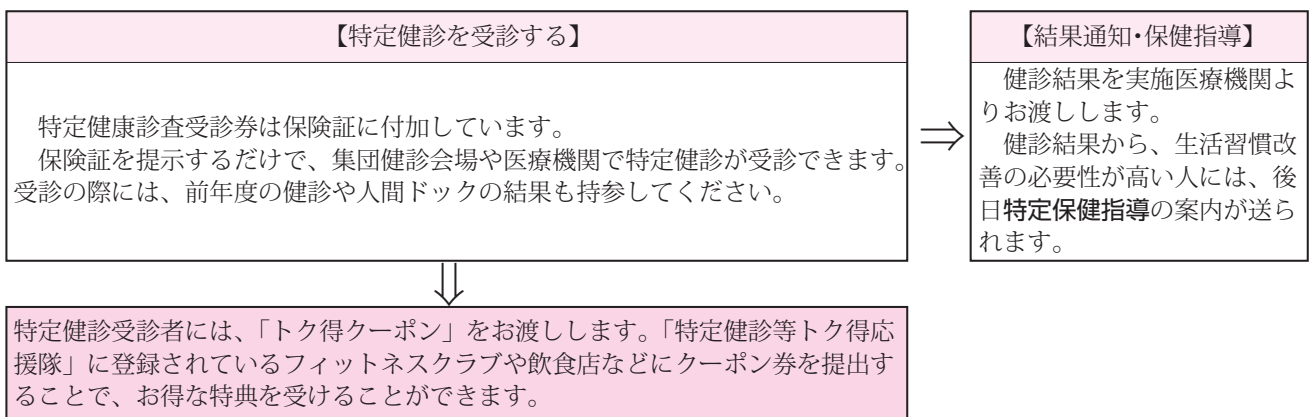 【特定健診を受診する】
特定健康診査受診券は保険証に付加しています。
保険証を提示するだけで、集団健診会場や医療機関で特定健診が受診できます。
受診の際には、前年度の健診や人間ドックの結果も持参してください。
⇒
【結果通知・保健指導】
健診結果を実施医療機関よ
りお渡しします。
健診結果から、生活習慣改
善の必要性が高い人には、後
日特定保健指導の案内が送ら
れます。
⇓
特定健診受診者には、「トク得クーポン」をお渡しします。「特定健診等トク得応
援隊」に登録されているフィットネスクラブや飲食店などにクーポン券を提出す
ることで、お得な特典を受けることができます。